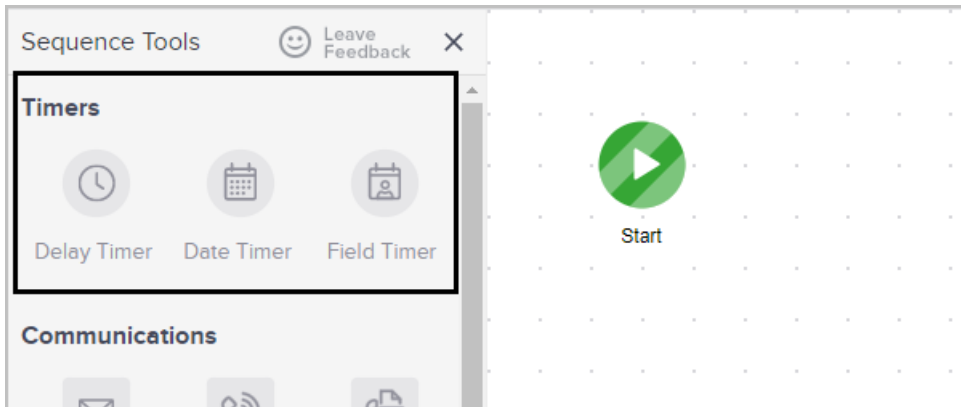 Sequence Tools
Leave
Feedback
Timers
Delay Timer
Date Timer
Field Timer
Communications
Start